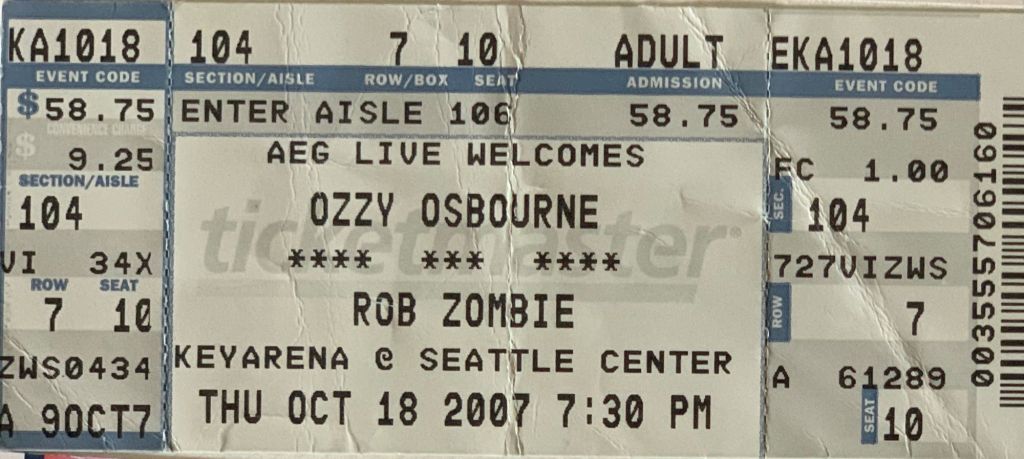 KA1018
EVENT CODE
$58.75
CONVENIENCE CHARGE
$ 9.25
SECTION/AISLE
104
VI 34X
ROW SEAT
7 10
ZWS0434
A 9OCT7
104 7 10 ADULT
SECTION/AISLE ROW/BOX SEAT ADMISSION
ENTER AISLE 106 58.75
AEG LIVE WELCOMES
OZZY OSBOURNE
ticketmaster
**** *** ****
ROB ZOMBIE
KEYARENA @ SEATTLE CENTER
THU OCT 18 2007 7:30 PM
EKA1018
EVENT CODE
58.75
FC 1.00
SEC. 104
727VIZWS
ROW 7
A 61289
SEAT 10
003555706160